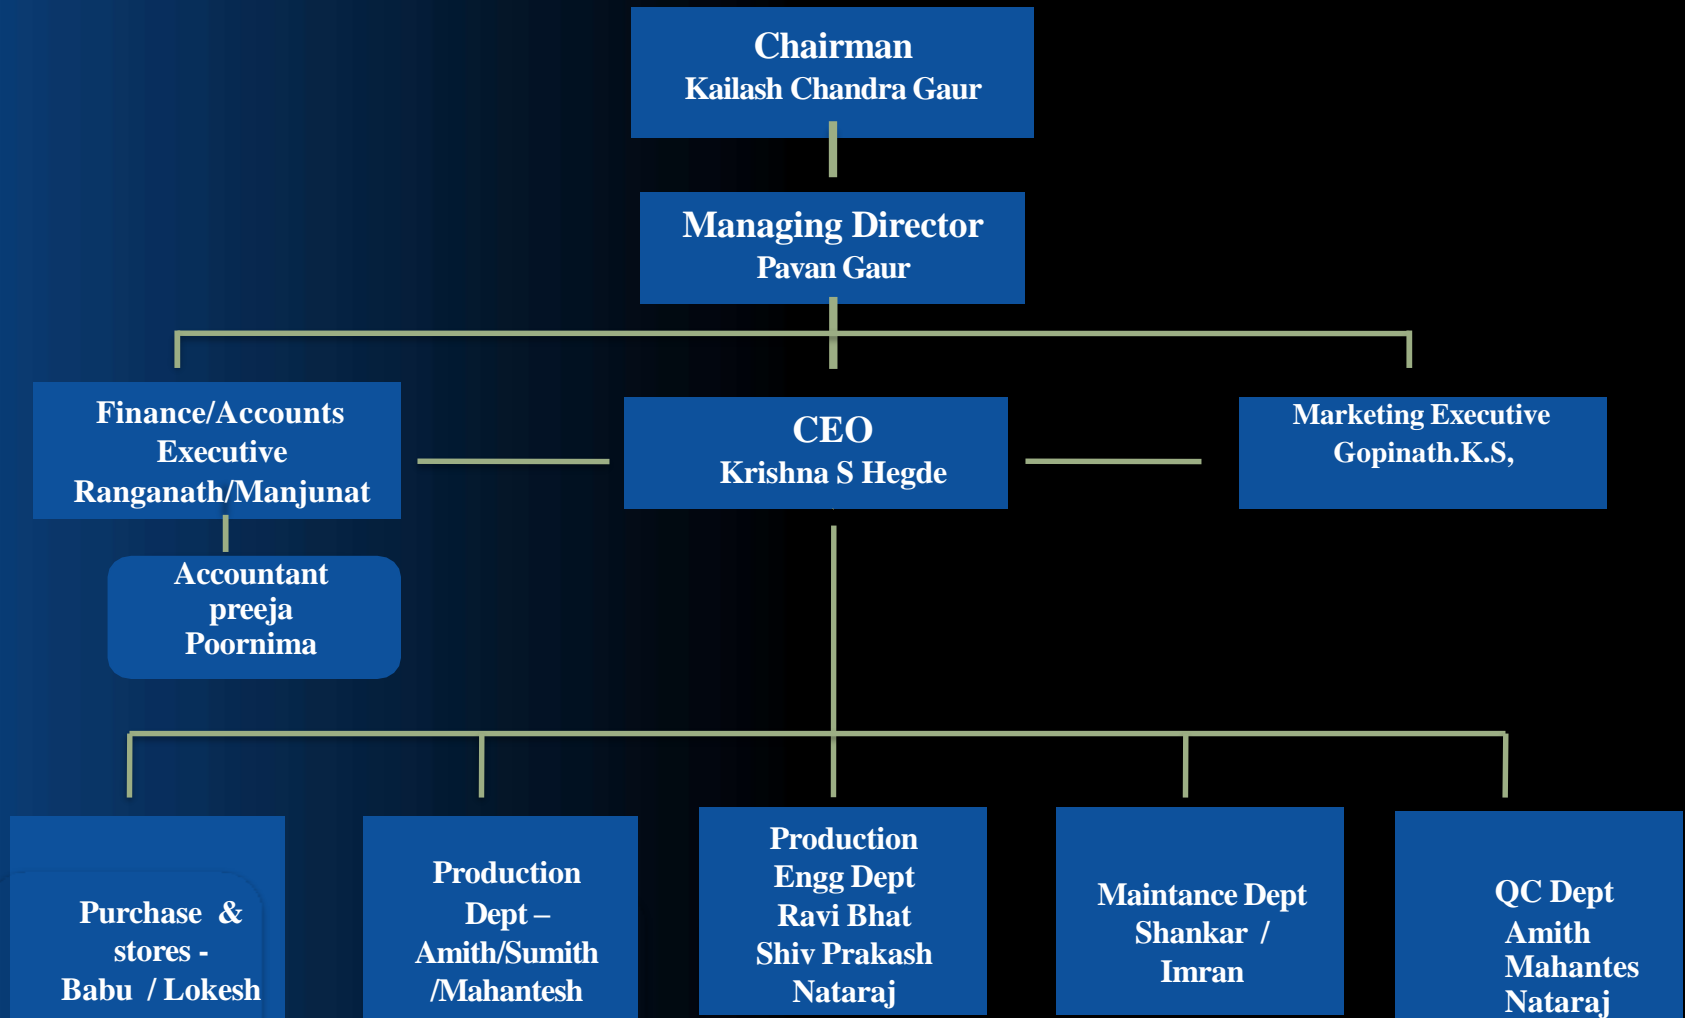 Chairman
Kailash Chandra Gaur
Managing Director
Pavan Gaur
Finance/Accounts
Executive
Ranganath/Manjunat
CEO
Krishna S Hegde
Marketing Executive
Gopinath.K.S,
Accountant
preeja
Poornima
Purchase &
stores -
Babu / Lokesh
Production
Dept –
Amith/Sumith
/Mahantesh
Production
Engg Dept
Ravi Bhat
Shiv Prakash
Nataraj
Maintance Dept
Shankar /
Imran
QC Dept
Amith
Mahantes
Nataraj